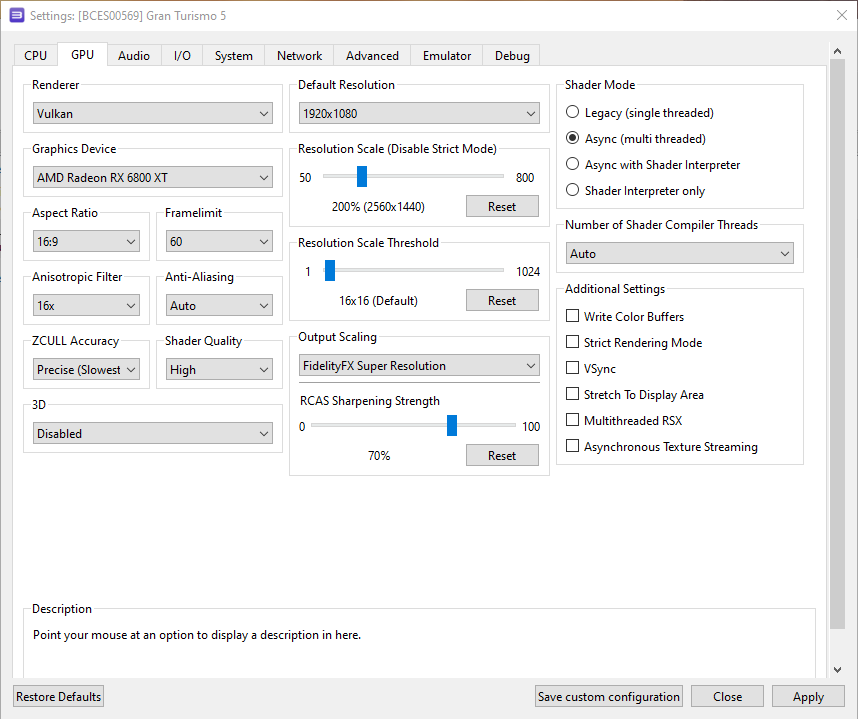 Settings: [BCES00569] Gran Turismo 5
CPU GPU Audio I/O System Network Advanced Emulator Debug
Renderer
Vulkan
Graphics Device
AMD Radeon RX 6800 XT
Aspect Ratio
16:9
Framelimit
60
Anisotropic Filter
16x
Anti-Aliasing
Auto
ZCULL Accuracy
Precise (Slowest
Shader Quality
High
3D
Disabled
Default Resolution
1920x1080
Resolution Scale (Disable Strict Mode)
50 800
200% (2560x1440) Reset
Resolution Scale Threshold
1 1024
16x16 (Default) Reset
Output Scaling
FidelityFX Super Resolution
RCAS Sharpening Strength
0 100
70% Reset
Shader Mode
Legacy (single threaded)
Async (multi threaded)
Async with Shader Interpreter
Shader Interpreter only
Number of Shader Compiler Threads
Auto
Additional Settings
Write Color Buffers
Strict Rendering Mode
VSync
Stretch To Display Area
Multithreaded RSX
Asynchronous Texture Streaming
Description
Point your mouse at an option to display a description in here.
Restore Defaults Save custom configuration Close Apply